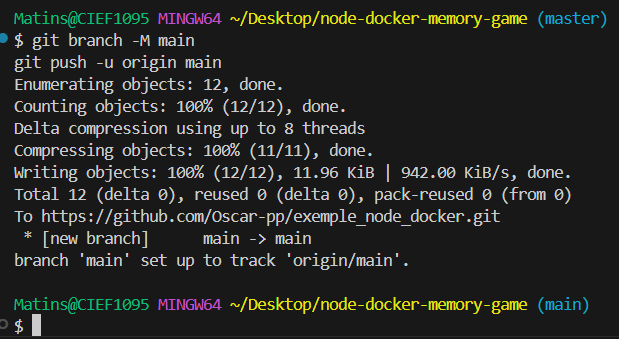 Matins@CIEF1095 MINGW64 ~/Desktop/node-docker-memory-game (master)
$ git branch -M main
git push -u origin main
Enumerating objects: 12, done.
Counting objects: 100% (12/12), done.
Delta compression using up to 8 threads
Compressing objects: 100% (11/11), done.
Writing objects: 100% (12/12), 11.96 KiB | 942.00 KiB/s, done.
Total 12 (delta 0), reused 0 (delta 0), pack-reused 0 (from 0)
To https://github.com/Oscar-pp/exemple_node_docker.git
 * [new branch]      main -> main
branch 'main' set up to track 'origin/main'.
Matins@CIEF1095 MINGW64 ~/Desktop/node-docker-memory-game (main)
$